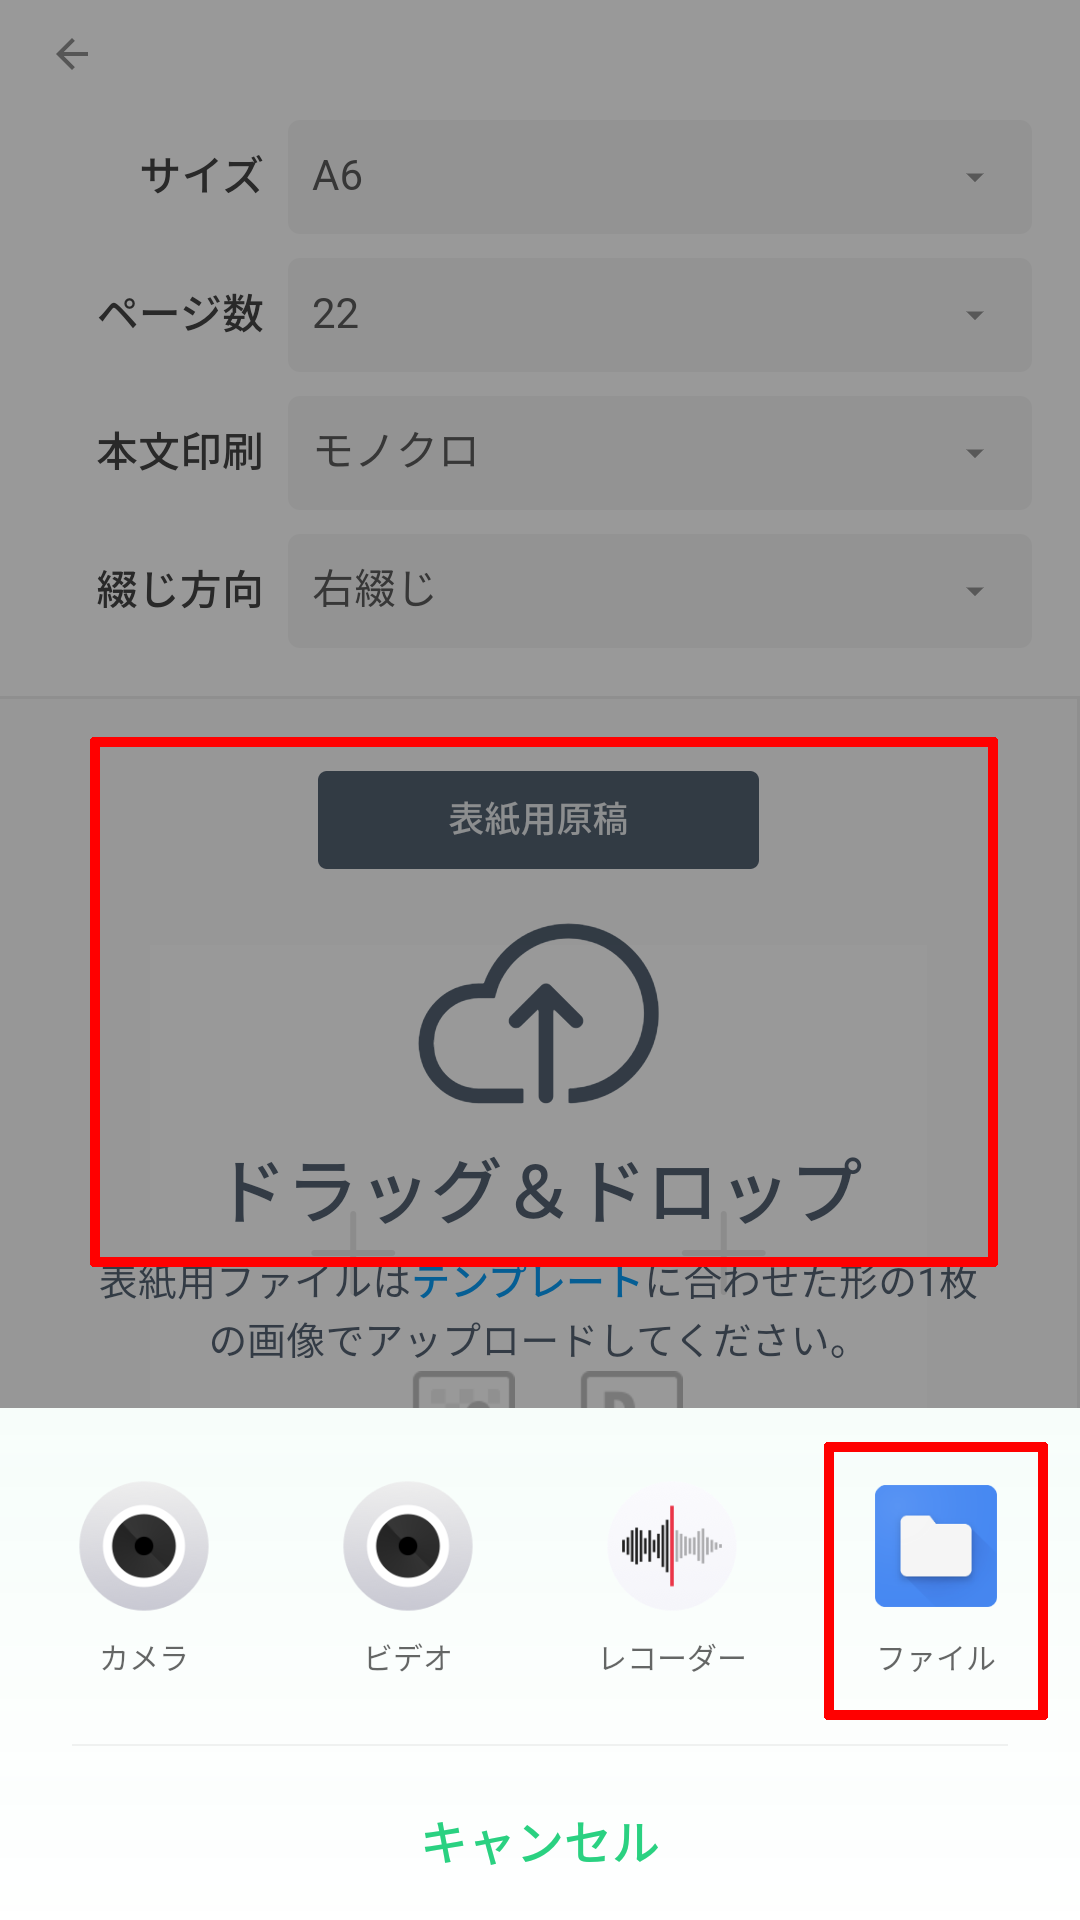 サイズ A6
ページ数 22
本文印刷 モノクロ
綴じ方向 右綴じ
表紙用原稿
ドラッグ＆ドロップ
表紙用ファイルはテンプレートに合わせた形の1枚
の画像でアップロードしてください。
カメラ ビデオ レコーダー ファイル
キャンセル